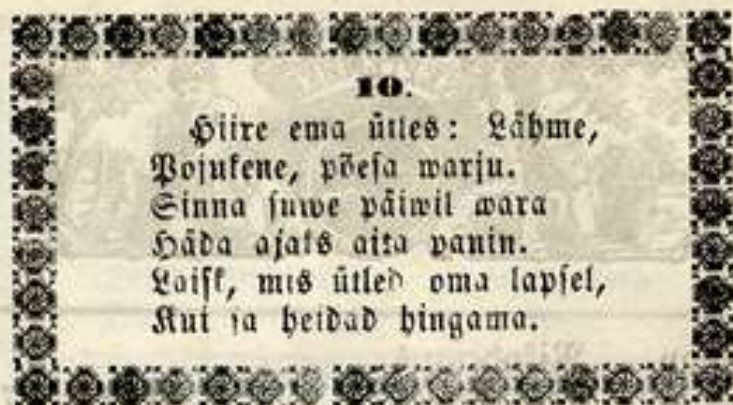 10.
Hiire ema ütles: Lähme,
Pojukene, põesa warju.
Sinna suwe päiwil wara
Häda ajaks aita panin.
Laisk, mis ütled oma lapsel,
Kui sa heidad hingama.